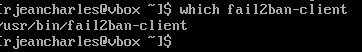 [rjeancharles@vbox ~]$ which fail2ban-client
/usr/bin/fail2ban-client
[rjeancharles@vbox ~]$